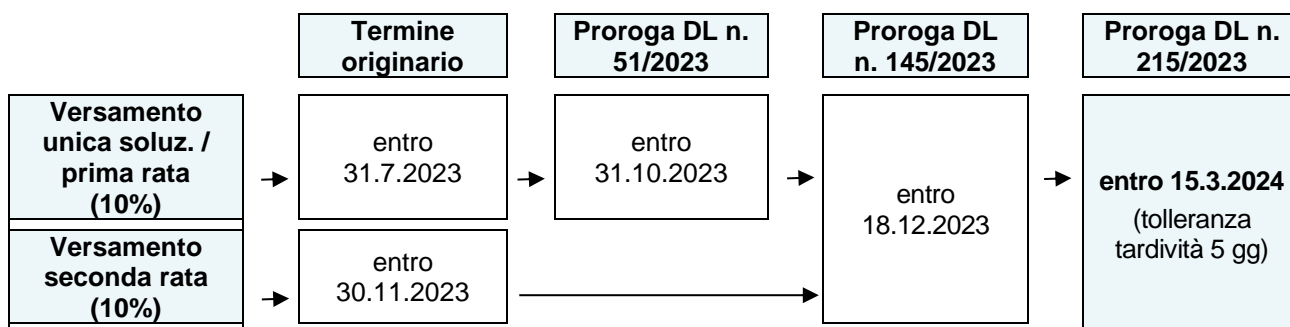 Termine
originario
Proroga DL n.
51/2023
Proroga DL
n. 145/2023
Proroga DL n.
215/2023
Versamento
unica soluz. /
prima rata
(10%)
entro
31.7.2023
entro
31.10.2023
entro
18.12.2023
entro 15.3.2024
(tolleranza
tardività 5 gg)
Versamento
seconda rata
(10%)
entro
30.11.2023